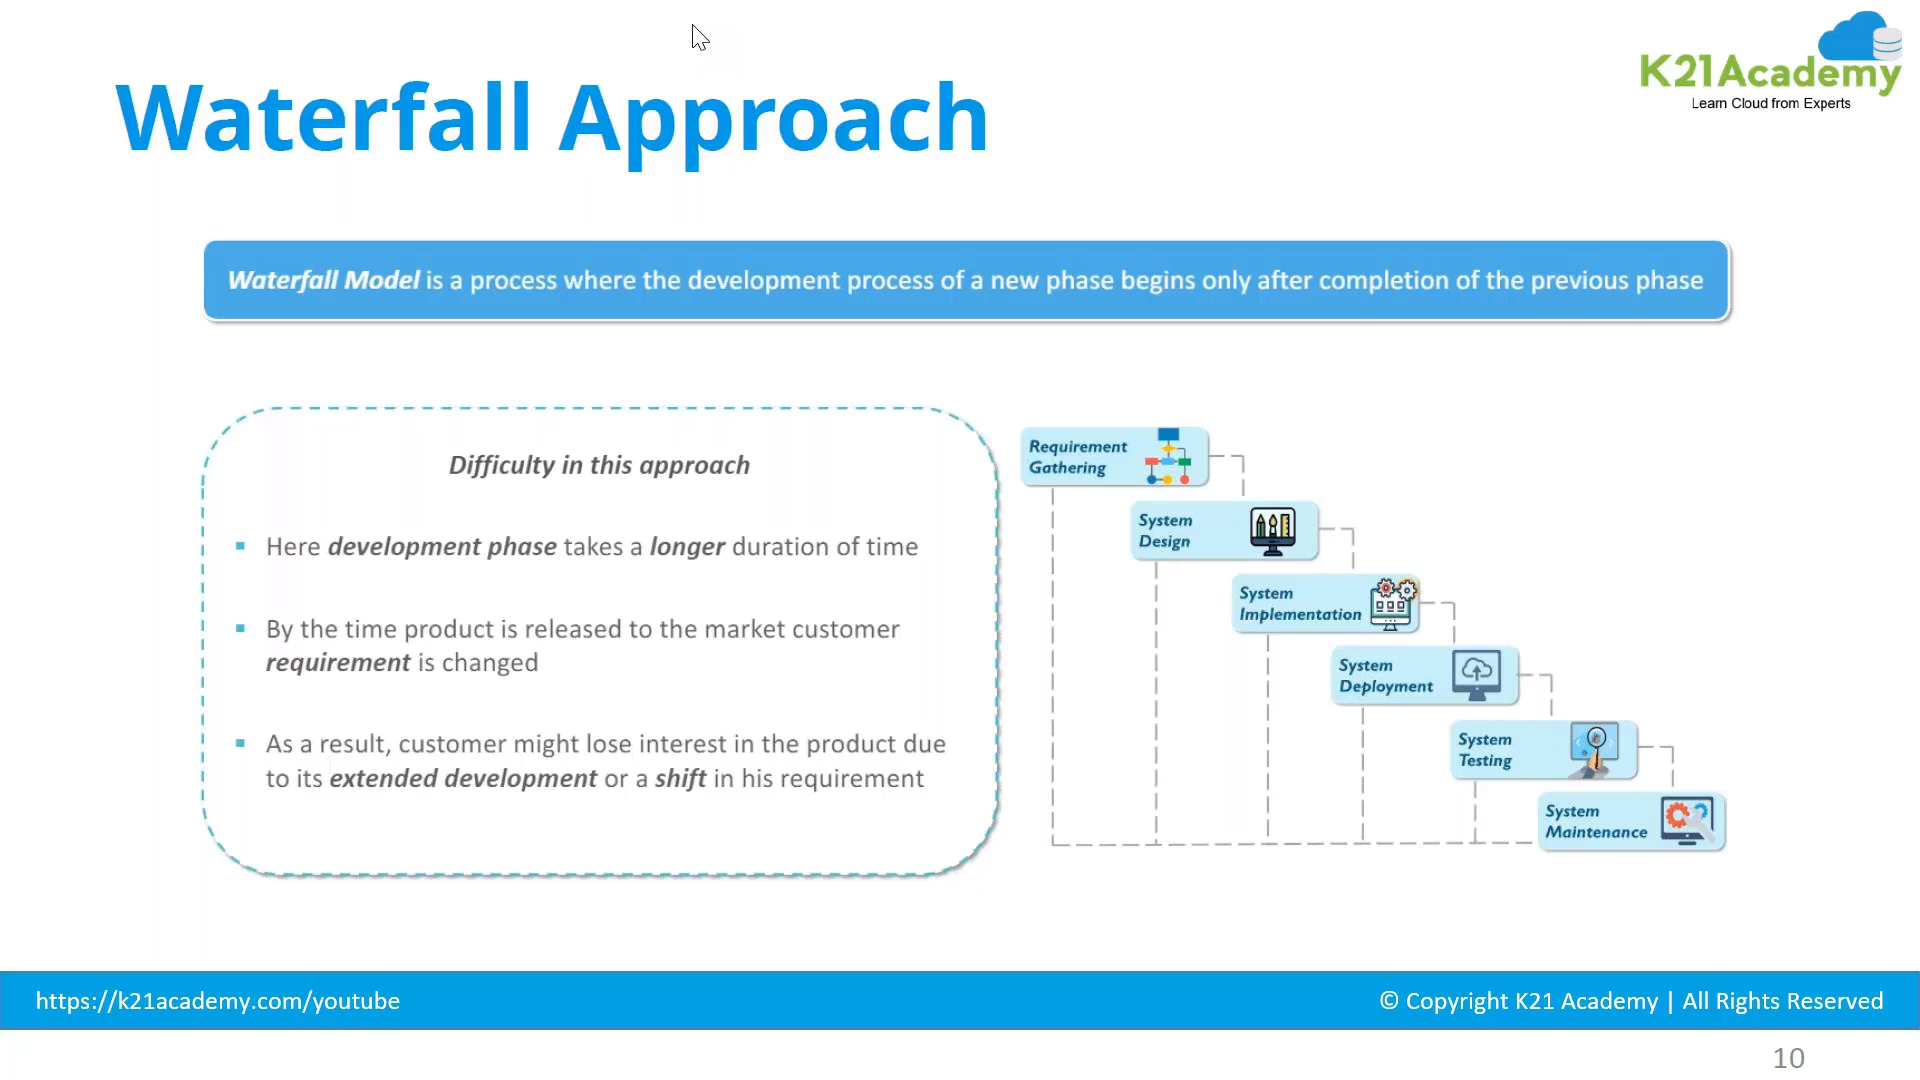 K21Academy
Learn Cloud from Experts
Waterfall Approach
Waterfall Model is a process where the development process of a new phase begins only after completion of the previous phase
Difficulty in this approach
▪ Here development phase takes a longer duration of time
▪ By the time product is released to the market customer
requirement is changed
▪ As a result, customer might lose interest in the product due
to its extended development or a shift in his requirement
Requirement
Gathering
System
Design
System
Implementation
System
Deployment
System
Testing
System
Maintenance
https://k21academy.com/youtube
© Copyright K21 Academy | All Rights Reserved
10